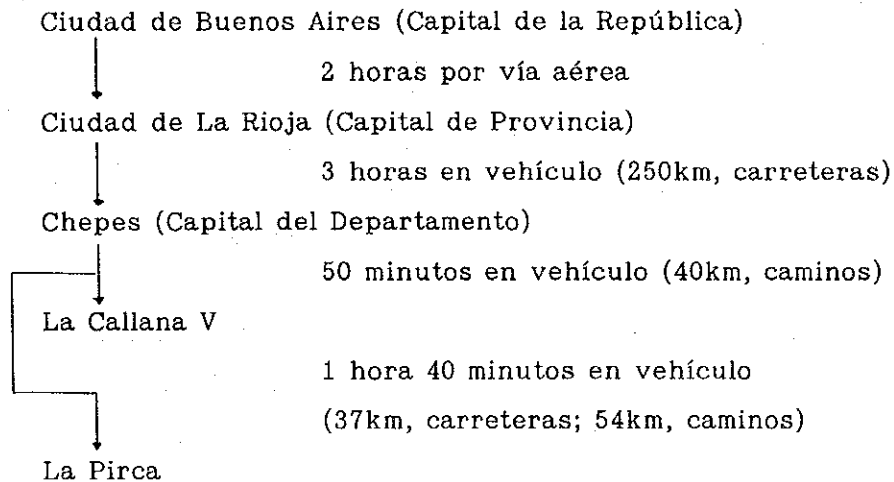 Ciudad de Buenos Aires (Capital de la República)
2 horas por vía aérea
Ciudad de La Rioja (Capital de Provincia)
3 horas en vehículo (250km, carreteras)
Chepes (Capital del Departamento)
50 minutos en vehículo (40km, caminos)
La Callana V
1 hora 40 minutos en vehículo
(37km, carreteras; 54km, caminos)
La Pirca